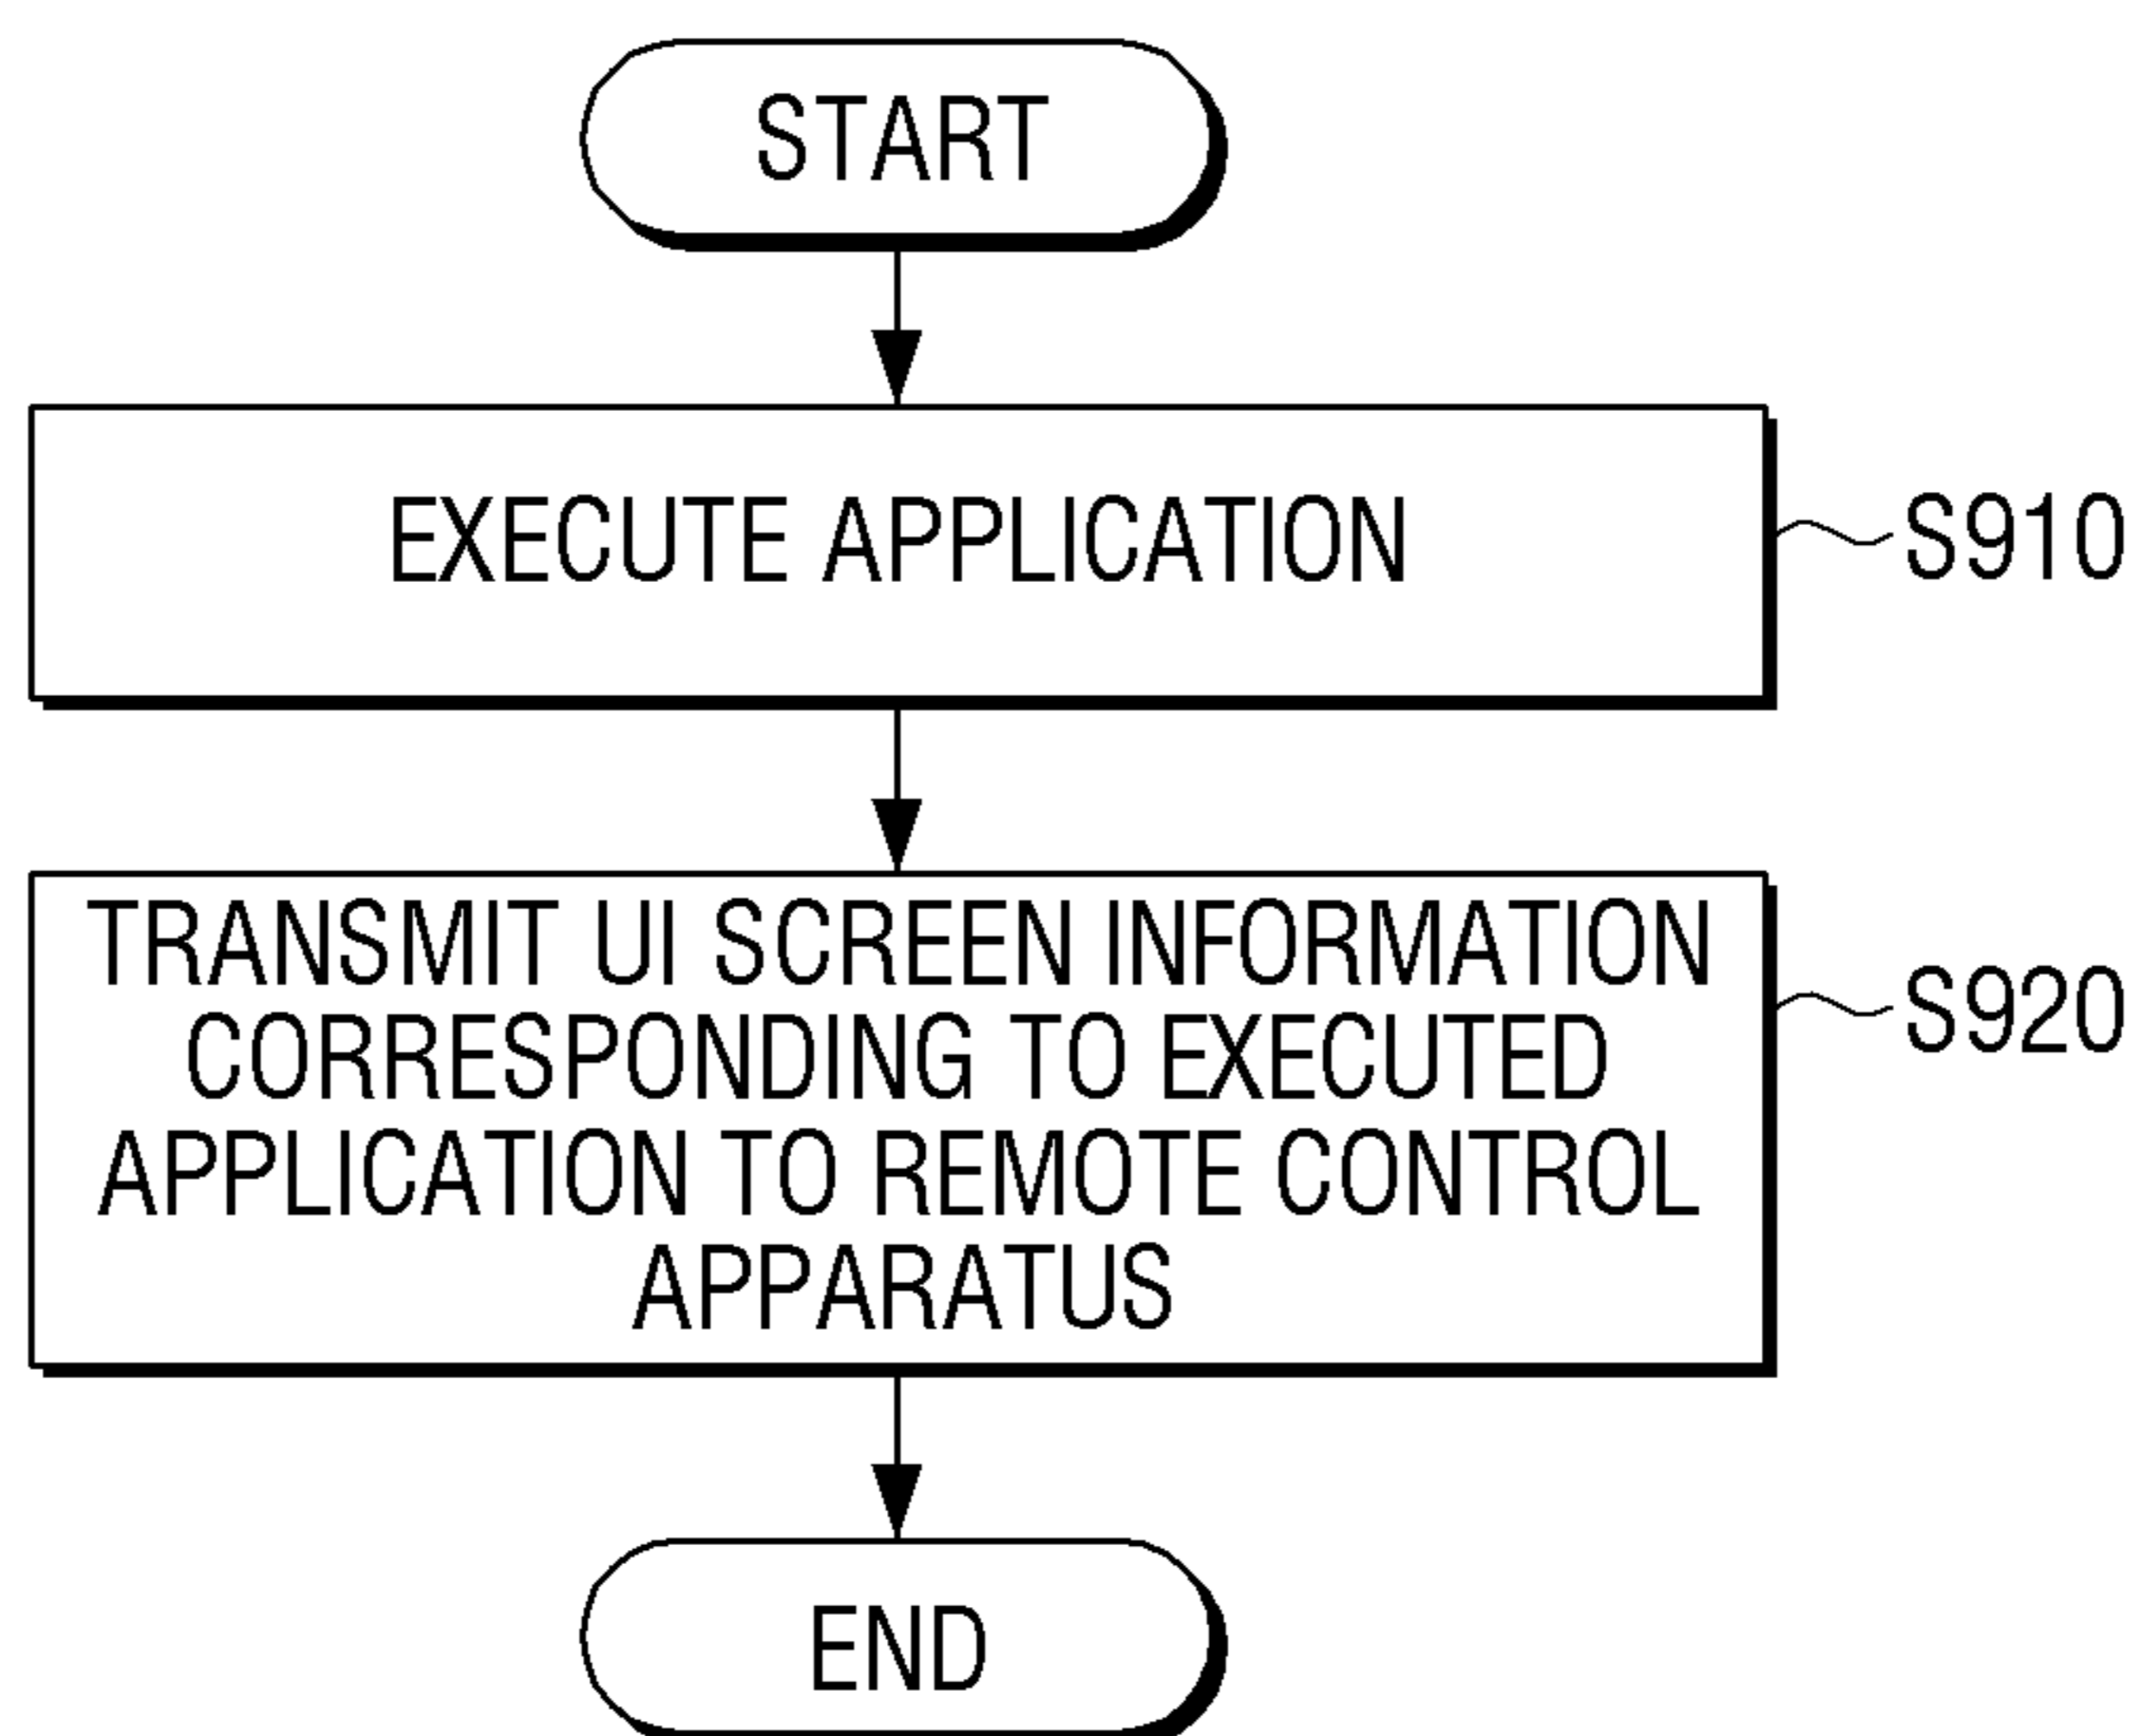 START
EXECUTE APPLICATION
S910
TRANSMIT UI SCREEN INFORMATION
CORRESPONDING TO EXECUTED
APPLICATION TO REMOTE CONTROL
APPARATUS
S920
END